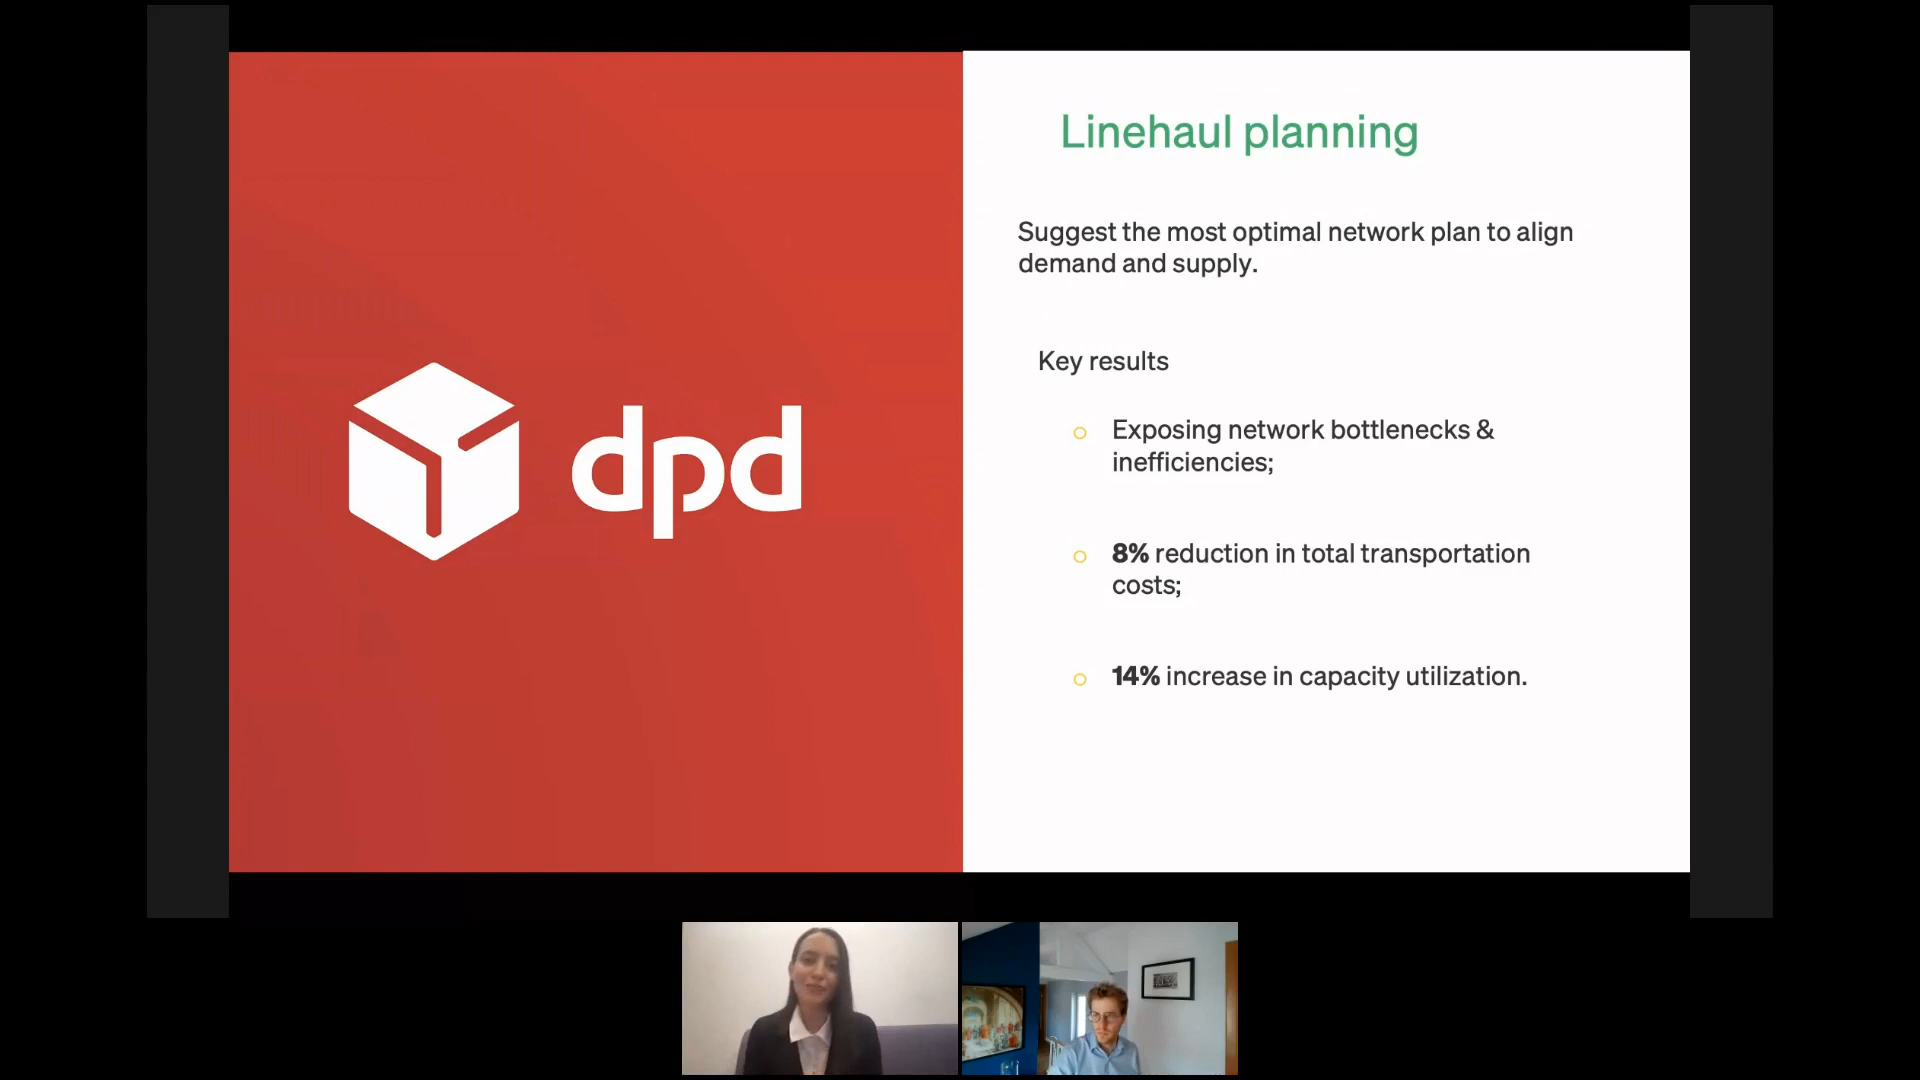 dpd
Linehaul planning
Suggest the most optimal network plan to align
demand and supply.
Key results
Exposing network bottlenecks &
inefficiencies;
8% reduction in total transportation
costs;
14% increase in capacity utilization.